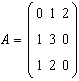 A = ( 0 1 2
1 3 0
1 2 0 )